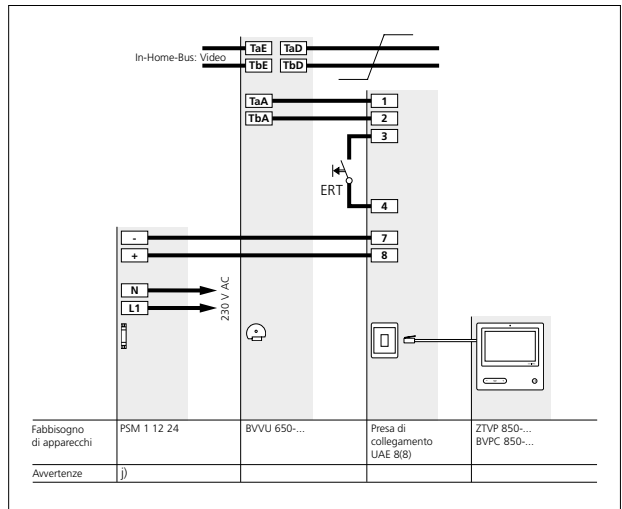 In-Home-Bus: Video
TaE TaD
TbE TbD
TaA 1
TbA 2
3
ERT
4
- 7
+ 8
N
L1
230 V AC
Fabbisogno di apparecchi
PSM 1 12 24
BVVU 650-...
Presa di collegamento UAE 8(8)
ZTVP 850-...
BVPC 850-...
Avvertenze j)